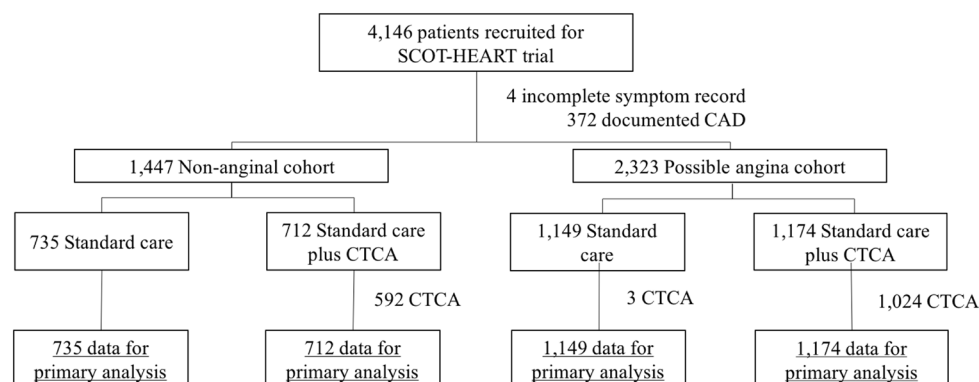 4,146 patients recruited for
SCOT-HEART trial
4 incomplete symptom record
372 documented CAD
1,447 Non-anginal cohort
2,323 Possible angina cohort
735 Standard care
712 Standard care
plus CTCA
1,149 Standard
care
1,174 Standard care
plus CTCA
592 CTCA
3 CTCA
1,024 CTCA
735 data for
primary analysis
712 data for
primary analysis
1,149 data for
primary analysis
1,174 data for
primary analysis